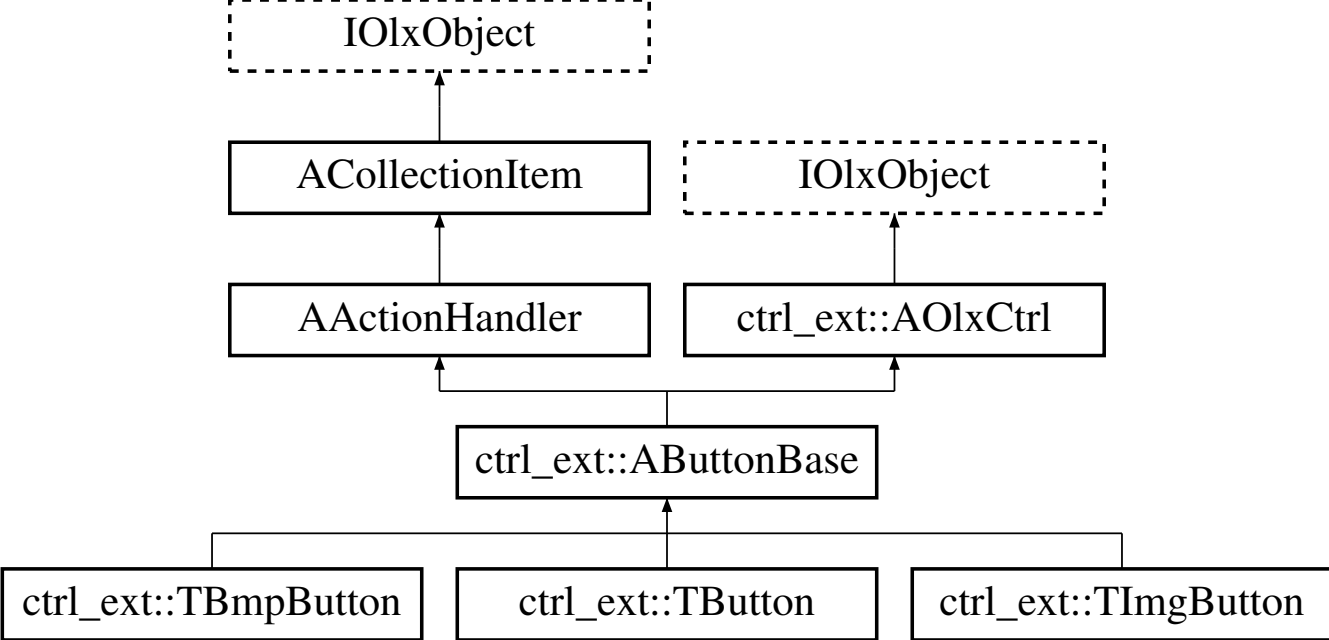 IOlxObject
ACollectionItem
IOlxObject
AActionHandler
ctrl_ext::AOlxCtrl
ctrl_ext::AButtonBase
ctrl_ext::TBmpButton
ctrl_ext::TButton
ctrl_ext::TImgButton